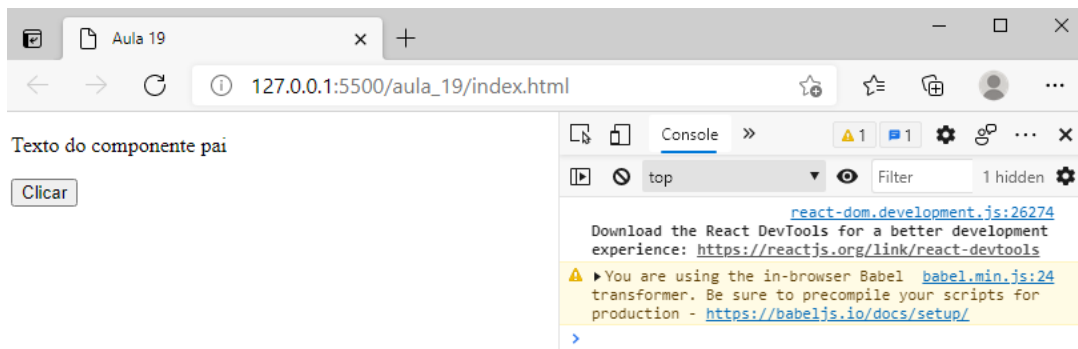 Aula 19
127.0.0.1:5500/aula_19/index.html
Texto do componente pai
Clicar
Console
1
1
top
Filter
1 hidden
react-dom.development.js:26274
Download the React DevTools for a better development
experience: https://reactjs.org/link/react-devtools
You are using the in-browser Babel babel.min.js:24
transformer. Be sure to precompile your scripts for
production - https://babeljs.io/docs/setup/